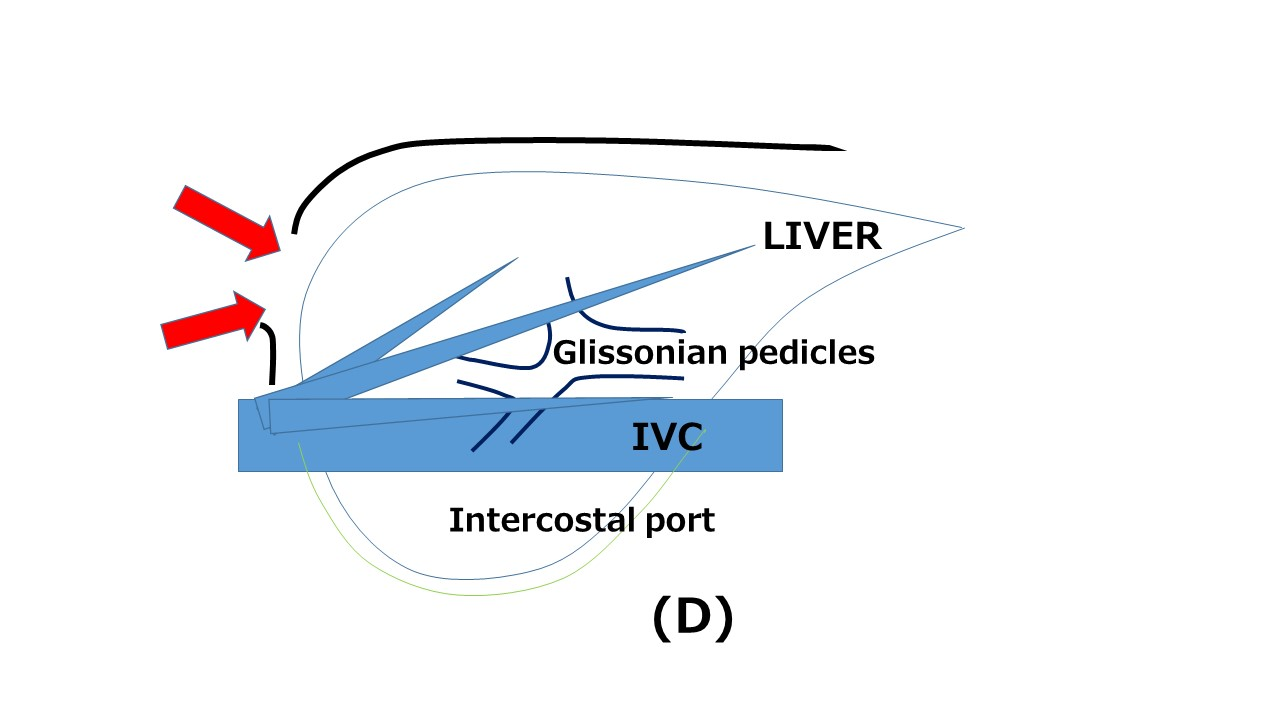 LIVER
Glissonian pedicles
IVC
Intercostal port
(D)